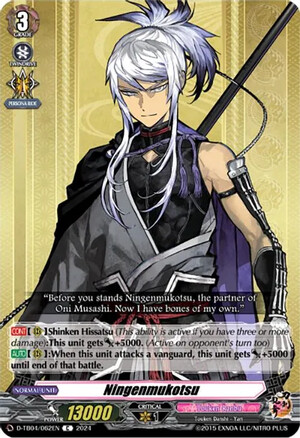 3
GRADE
TWINDRIVE
PERSONA RIDE
"Before you stands Ningenmukotsu, the partner of
Oni Musashi. Now I have bones of my own."
CONT [ ]Shinken Hissatsu (This ability is active if you have three or more
damage):This unit gets +5000. (Active on opponent's turn too)
AUTO [ ]:When this unit attacks a vanguard, this unit gets +5000
until end of that battle.
NORMAL UNIT
Ningenmukotsu
POWER 13000
CRITICAL
Touken Ranbu
D-TB04/062EN C 2024
©2015 EXNOA LLC/NITRO PLUS